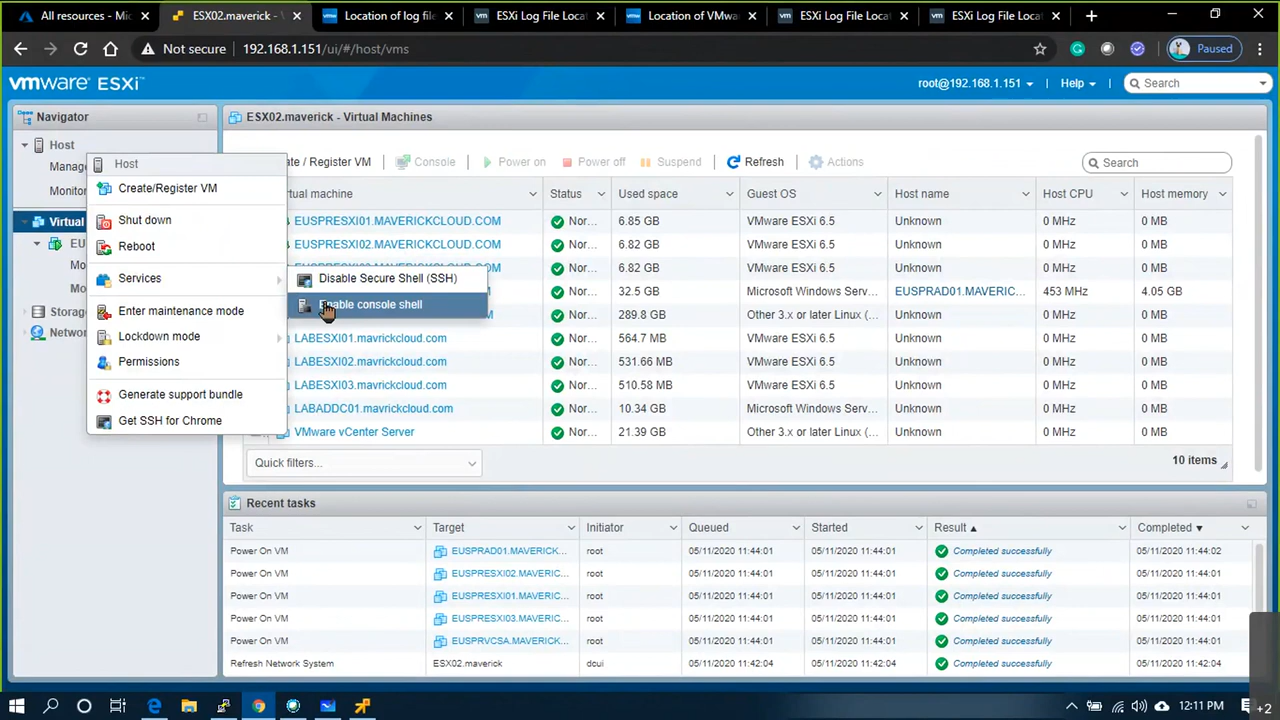 All resources - Mic
ESX02.maverick - V
Location of log file
ESXi Log File Locat
Location of VMwar
ESXi Log File Locat
ESXi Log File Locat
Not secure
192.168.1.151/ui/#/host/vms
Paused
vmware ESXi
root@192.168.1.151
Help
Search
Navigator
ESX02.maverick - Virtual Machines
Host
Manag
Monitor
Virtual
EU
Mo
Mo
Storag
Netwo
Host
Create/Register VM
Shut down
Reboot
Services
Enter maintenance mode
Lockdown mode
Permissions
Generate support bundle
Get SSH for Chrome
Disable Secure Shell (SSH)
Enable console shell
ate / Register VM
Console
Power on
Power off
Suspend
Refresh
Actions
Search
rtual machine
Status
Used space
Guest OS
Host name
Host CPU
Host memory
EUSPRESXI01.MAVERICKCLOUD.COM
Nor...
6.85 GB
VMware ESXi 6.5
Unknown
0 MHz
0 MB
EUSPRESXI02.MAVERICKCLOUD.COM
Nor...
6.82 GB
VMware ESXi 6.5
Unknown
0 MHz
0 MB
Nor...
6.82 GB
VMware ESXi 6.5
Unknown
0 MHz
0 MB
Nor...
32.5 GB
Microsoft Windows Serv...
EUSPRAD01.MAVERIC...
453 MHz
4.05 GB
Nor...
289.8 GB
Other 3.x or later Linux (...
Unknown
0 MHz
0 MB
LABESXI01.mavrickcloud.com
Nor...
564.7 MB
VMware ESXi 6.5
Unknown
0 MHz
0 MB
LABESXI02.mavrickcloud.com
Nor...
531.66 MB
VMware ESXi 6.5
Unknown
0 MHz
0 MB
LABESXI03.mavrickcloud.com
Nor...
510.58 MB
VMware ESXi 6.5
Unknown
0 MHz
0 MB
LABADDC01.mavrickcloud.com
Nor...
10.34 GB
Microsoft Windows Serv...
Unknown
0 MHz
0 MB
VMware vCenter Server
Nor...
21.39 GB
Other 3.x or later Linux (...
Unknown
0 MHz
0 MB
Quick filters...
10 items
Recent tasks
Task
Target
Initiator
Queued
Started
Result
Completed
Power On VM
EUSPRAD01.MAVERICK...
root
05/11/2020 11:44:01
05/11/2020 11:44:01
Completed successfully
05/11/2020 11:44:02
Power On VM
EUSPRESXI02.MAVERIC...
root
05/11/2020 11:44:01
05/11/2020 11:44:01
Completed successfully
05/11/2020 11:44:01
Power On VM
EUSPRESXI01.MAVERIC...
root
05/11/2020 11:44:01
05/11/2020 11:44:01
Completed successfully
05/11/2020 11:44:01
Power On VM
EUSPRESXI03.MAVERIC...
root
05/11/2020 11:44:01
05/11/2020 11:44:01
Completed successfully
05/11/2020 11:44:01
Power On VM
EUSPRVCSA.MAVERICK...
root
05/11/2020 11:44:01
05/11/2020 11:44:01
Completed successfully
05/11/2020 11:44:01
Refresh Network System
ESX02.maverick
dcui
05/11/2020 11:42:04
05/11/2020 11:42:04
Completed successfully
05/11/2020 11:42:04
12:11 PM
+2